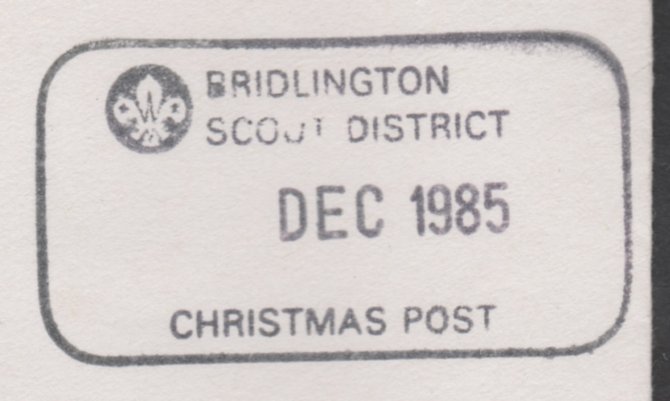 BRIDLINGTON
SCOUT DISTRICT
DEC 1985
CHRISTMAS POST